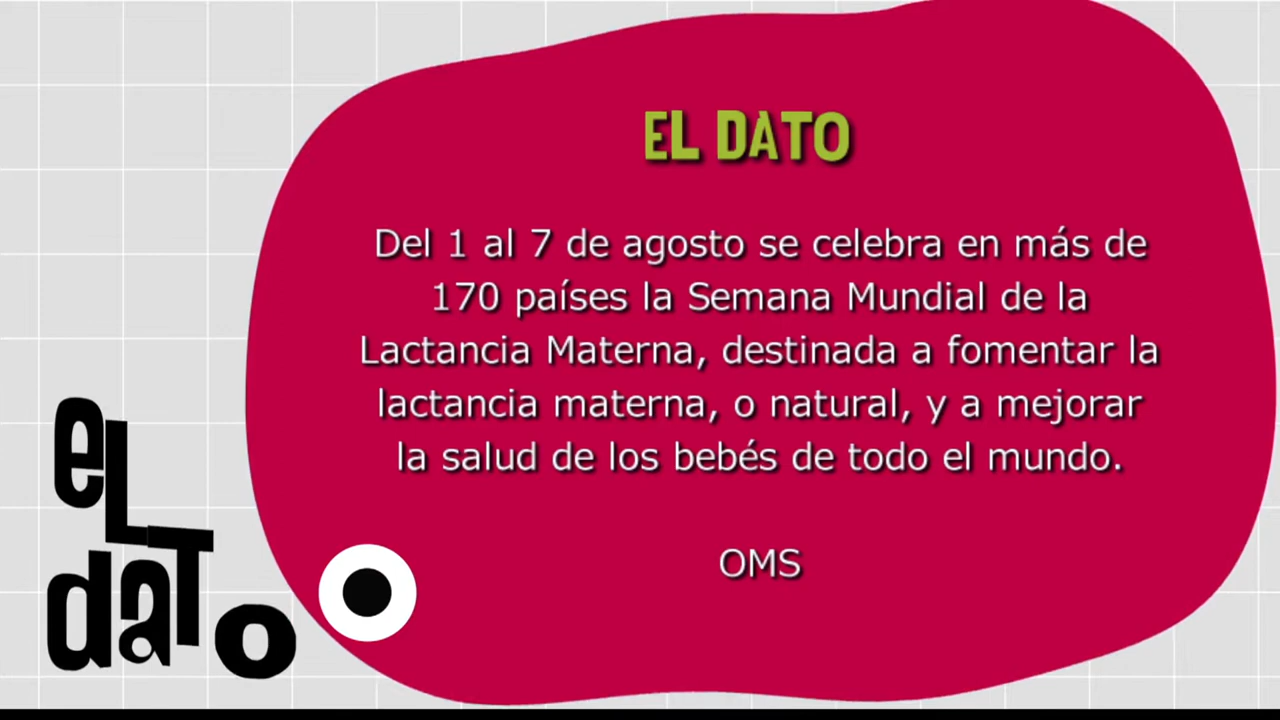 EL DATO
Del 1 al 7 de agosto se celebra en más de
170 países la Semana Mundial de la
Lactancia Materna, destinada a fomentar la
lactancia materna, o natural, y a mejorar
la salud de los bebés de todo el mundo.
OMS
eL
daTo